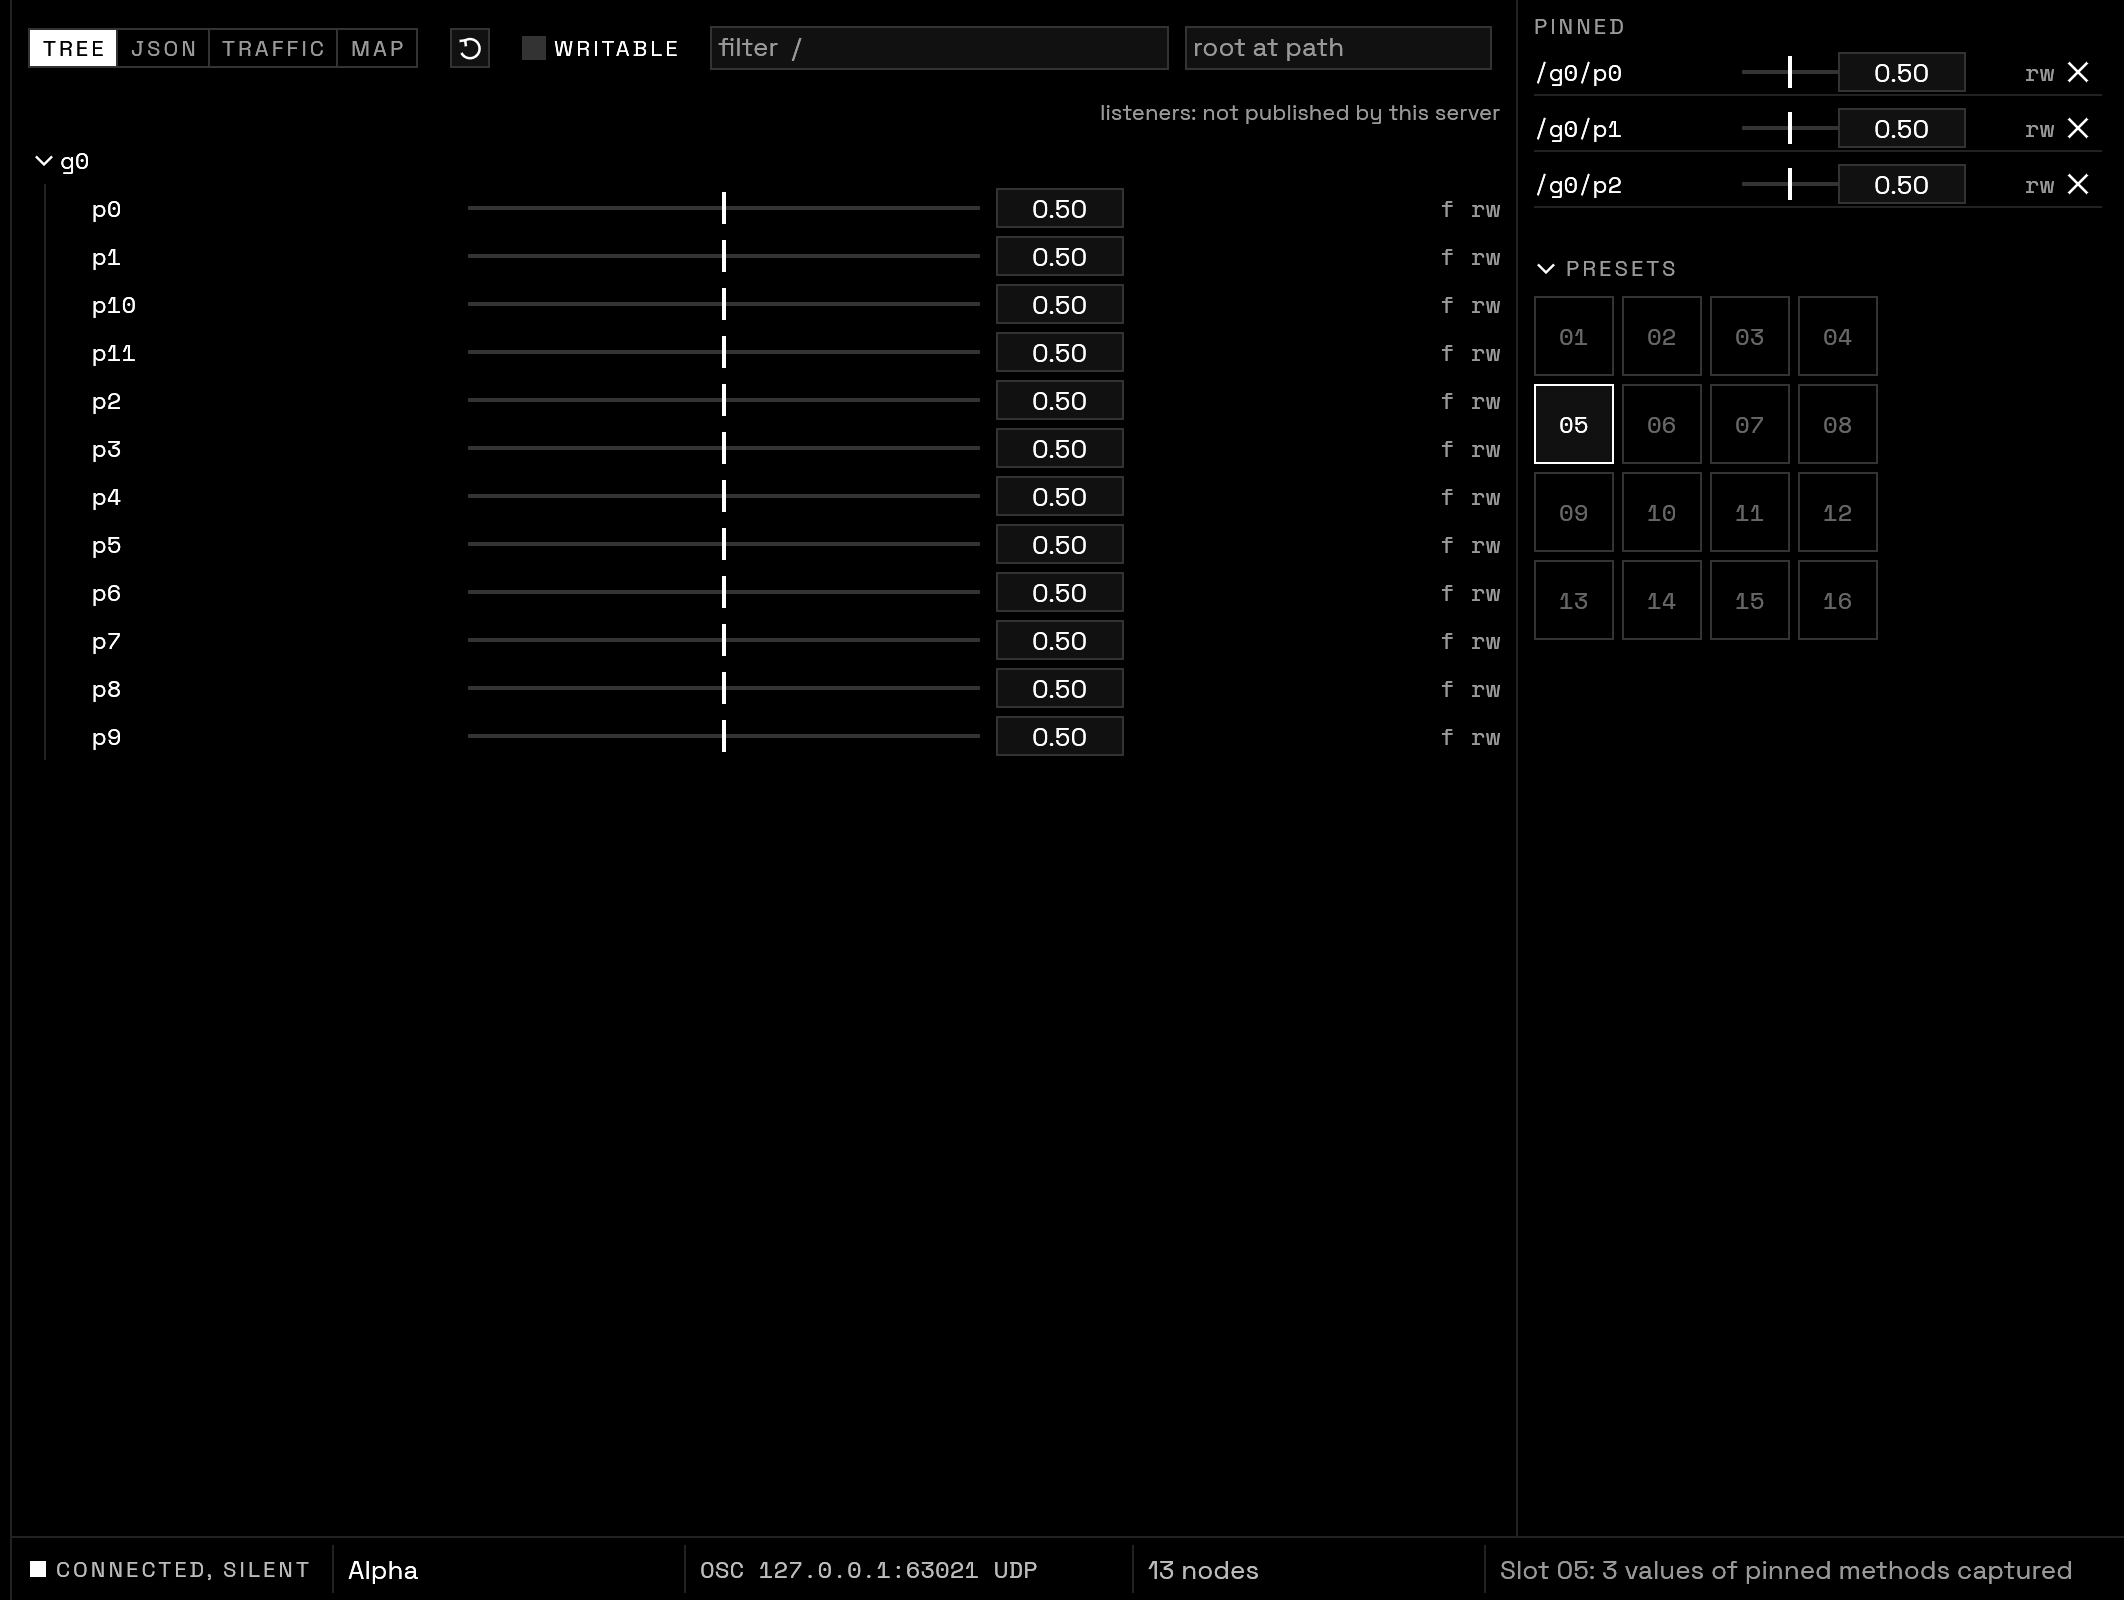 TREE JSON TRAFFIC MAP WRITABLE filter / root at path
listeners: not published by this server
g0
p0 0.50 f rw
p1 0.50 f rw
p10 0.50 f rw
p11 0.50 f rw
p2 0.50 f rw
p3 0.50 f rw
p4 0.50 f rw
p5 0.50 f rw
p6 0.50 f rw
p7 0.50 f rw
p8 0.50 f rw
p9 0.50 f rw
PINNED
/g0/p0 0.50 rw
/g0/p1 0.50 rw
/g0/p2 0.50 rw
PRESETS
01 02 03 04
05 06 07 08
09 10 11 12
13 14 15 16
CONNECTED, SILENT Alpha OSC 127.0.0.1:63021 UDP 13 nodes Slot 05: 3 values of pinned methods captured